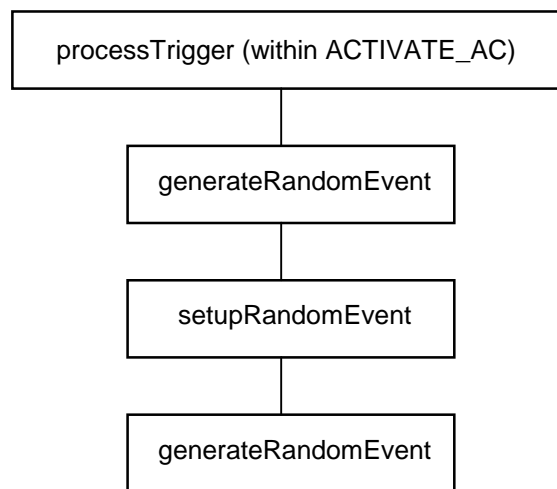 processTrigger (within ACTIVATE_AC)
generateRandomEvent
setupRandomEvent
generateRandomEvent